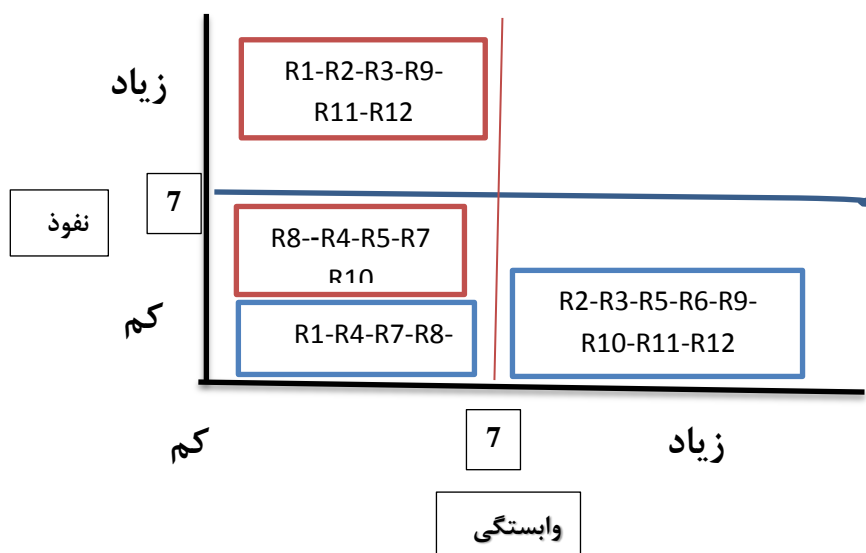 زیاد
R1-R2-R3-R9-
R11-R12
7
نفوذ
R8--R4-R5-R7
R10
کم
R1-R4-R7-R8-
R2-R3-R5-R6-R9-
R10-R11-R12
کم
7
زیاد
وابستگی